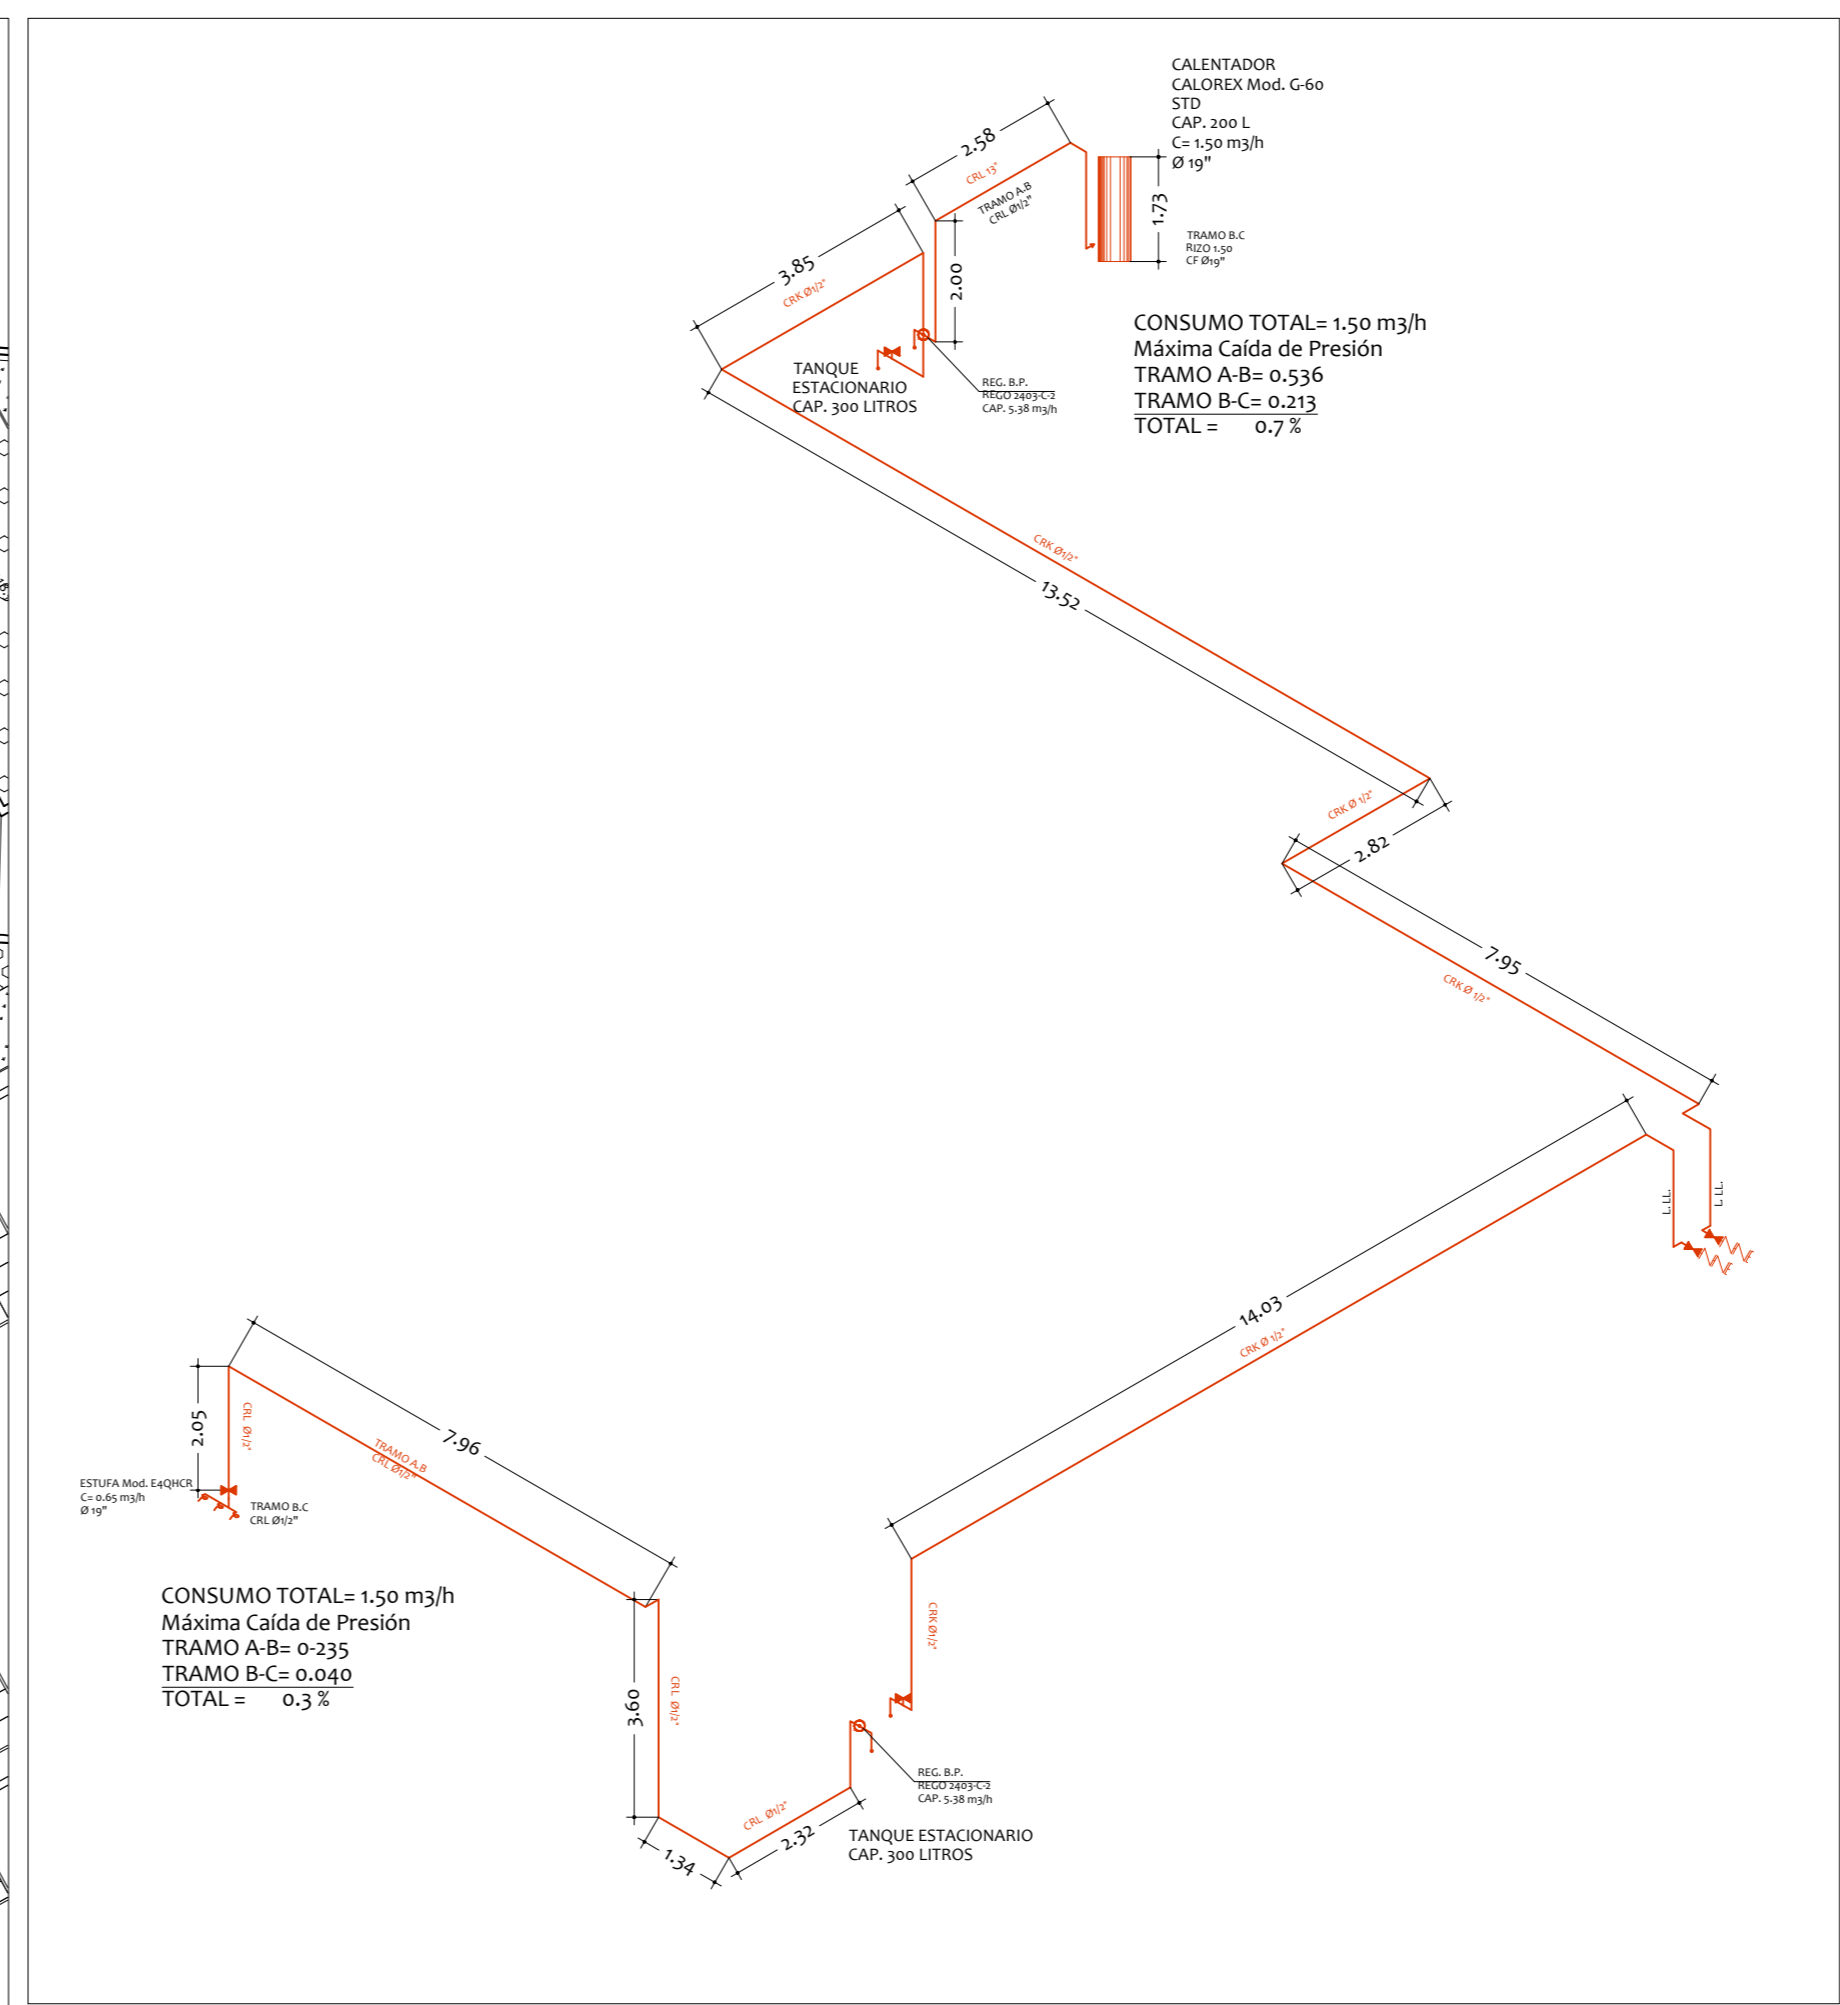 CALENTADOR
CALOREX Mod. G-60
STD
CAP. 200 L
C= 1.50 m3/h
Ø 19"
2.58
CRL 13"
TRAMO A.B
CRL Ø1/2"
1.73
TRAMO B.C
RIZO 1.50
CF Ø19"
3.85
CRK Ø1/2"
2.00
CONSUMO TOTAL= 1.50 m3/h
Máxima Caída de Presión
TRAMO A-B= 0.536
TRAMO B-C= 0.213
TOTAL = 0.7 %
TANQUE
ESTACIONARIO
CAP. 300 LITROS
REG. B.P.
REGO 2403-C-2
CAP. 5.38 m3/h
CRK Ø1/2"
13.52
CRK Ø 1/2"
2.82
7.95
CRK Ø 1/2"
L.LL.
L.LL.
14.03
CRK Ø 1/2"
2.05
CRL Ø1/2"
7.96
TRAMO A.B
CRL Ø1/2"
ESTUFA Mod. E4QHCR
C= 0.65 m3/h
Ø 19"
TRAMO B.C
CRL Ø1/2"
CONSUMO TOTAL= 1.50 m3/h
Máxima Caída de Presión
TRAMO A-B= 0-235
TRAMO B-C= 0.040
TOTAL = 0.3 %
3.60
CRL Ø1/2"
CRK Ø1/2"
REG. B.P.
REGO 2403-C-2
CAP. 5.38 m3/h
CRL Ø1/2"
2.32
1.34
TANQUE ESTACIONARIO
CAP. 300 LITROS